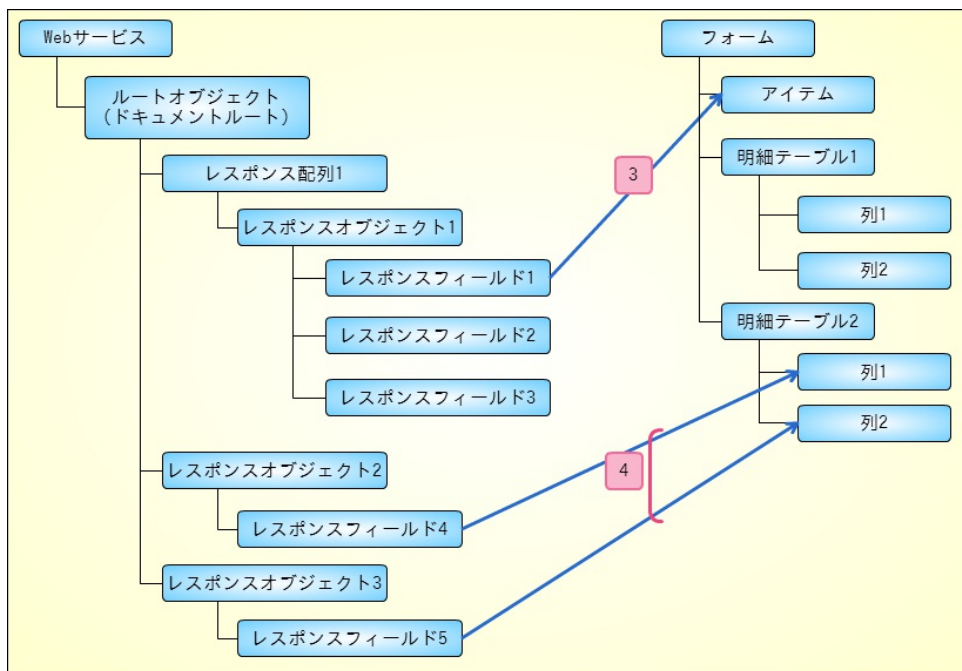 Webサービス
ルートオブジェクト
(ドキュメントルート)
レスポンス配列1
レスポンスオブジェクト1
レスポンスフィールド1
レスポンスフィールド2
レスポンスフィールド3
レスポンスオブジェクト2
レスポンスフィールド4
レスポンスオブジェクト3
レスポンスフィールド5
3
4
フォーム
アイテム
明細テーブル1
列1
列2
明細テーブル2
列1
列2